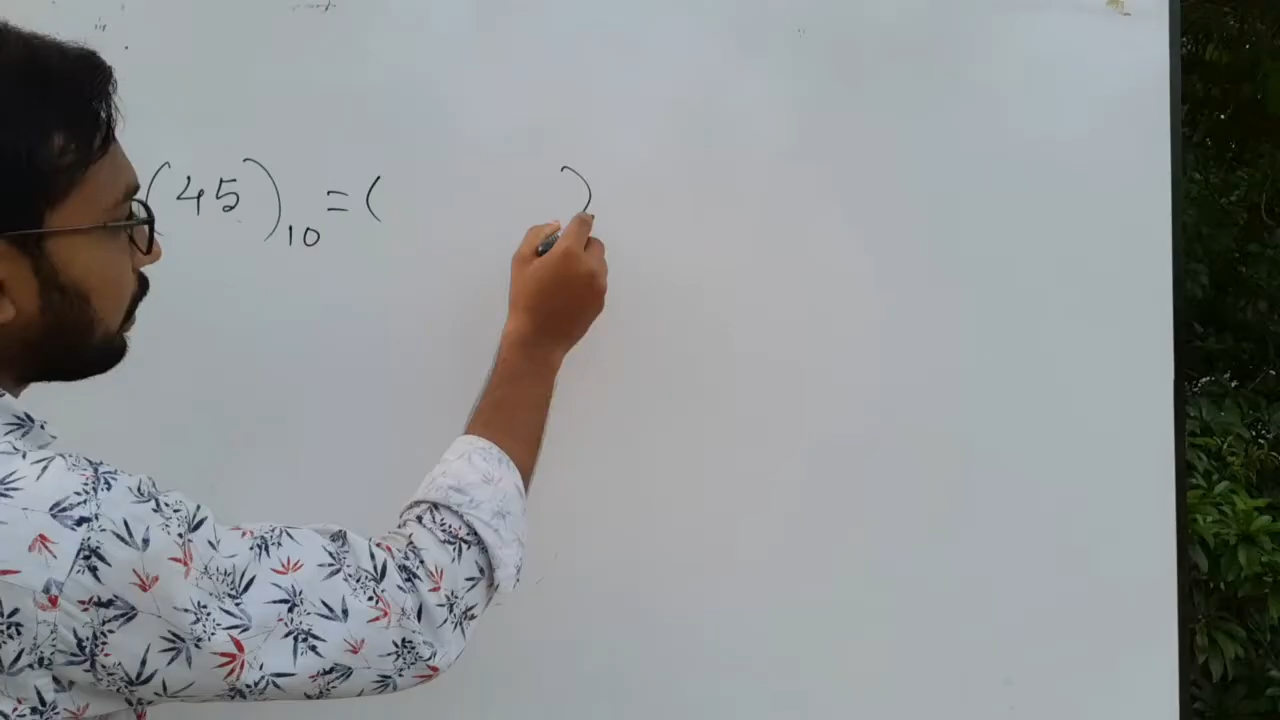 (45)10 = ( )